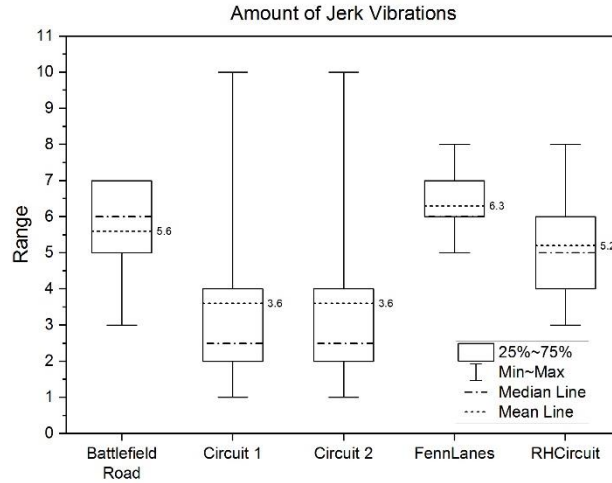 Amount of Jerk Vibrations
Range
11
10
9
8
7
6
5
4
3
2
1
0
5.6
3.6
3.6
6.3
5.2
25%~75%
Min~Max
Median Line
Mean Line
Battlefield
Road
Circuit 1
Circuit 2
FennLanes
RHCircuit